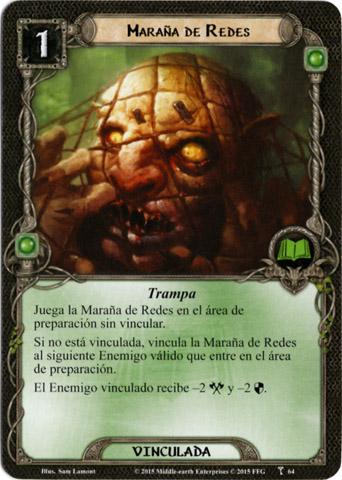 1
Maraña de Redes
Trampa
Juega la Maraña de Redes en el área de
preparación sin vincular.
Si no está vinculada, vincula la Maraña de Redes
al siguiente Enemigo válido que entre en el área
de preparación.
El Enemigo vinculado recibe –2 y –2 .
VINCULADA
Illus. Sam Lamont © 2015 Middle-earth Enterprises © 2015 FFG 64